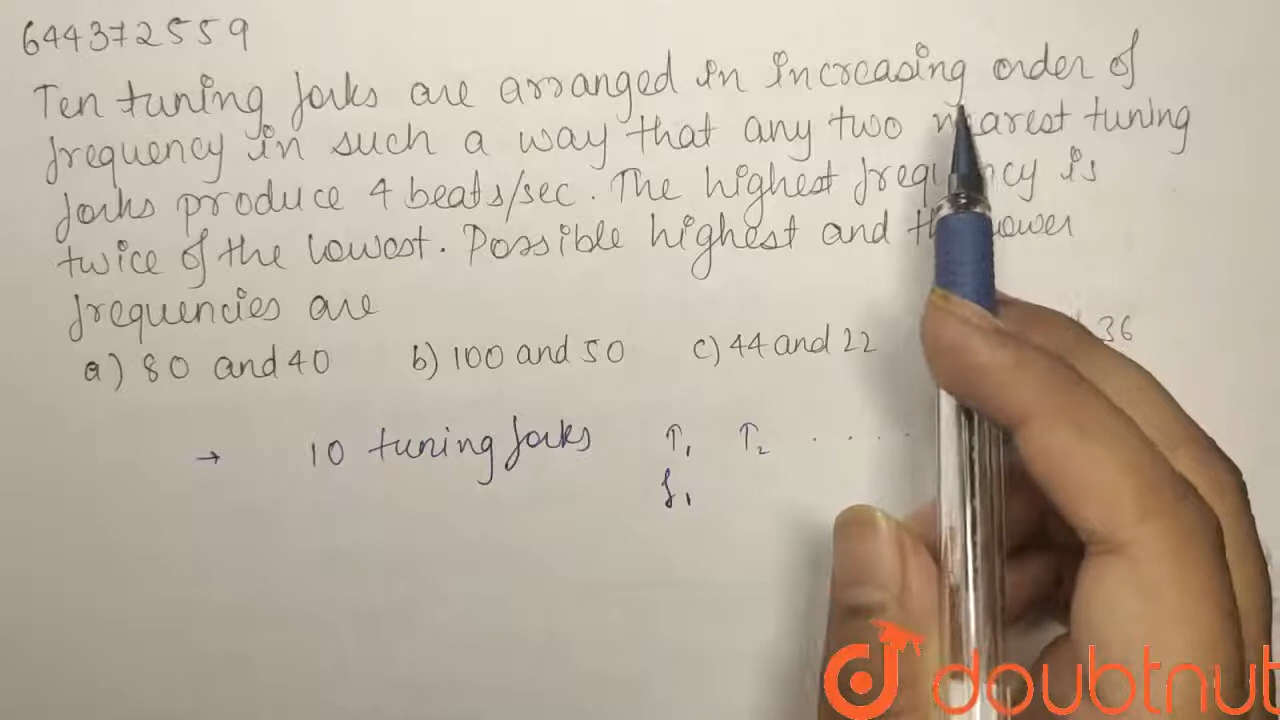 644372559
Ten tuning forks are arranged in increasing order of
frequency in such a way that any two nearest tuning
forks produce 4 beats/sec. The highest frequency is
twice of the lowest. Possible highest and the lower
frequencies are
a) 80 and 40 b) 100 and 50 c) 44 and 22 36
→ 10 tuning forks ↑₁ ↑₂ . . . . .
f₁
doubtnut